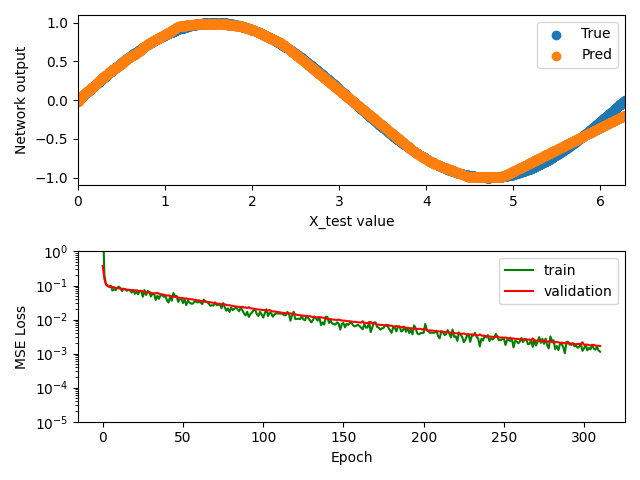 1.0
0.5
0.0
−0.5
−1.0
Network output
True
Pred
0 1 2 3 4 5 6
X_test value
10^0
10^-1
10^-2
10^-3
10^-4
10^-5
MSE Loss
train
validation
0 50 100 150 200 250 300
Epoch